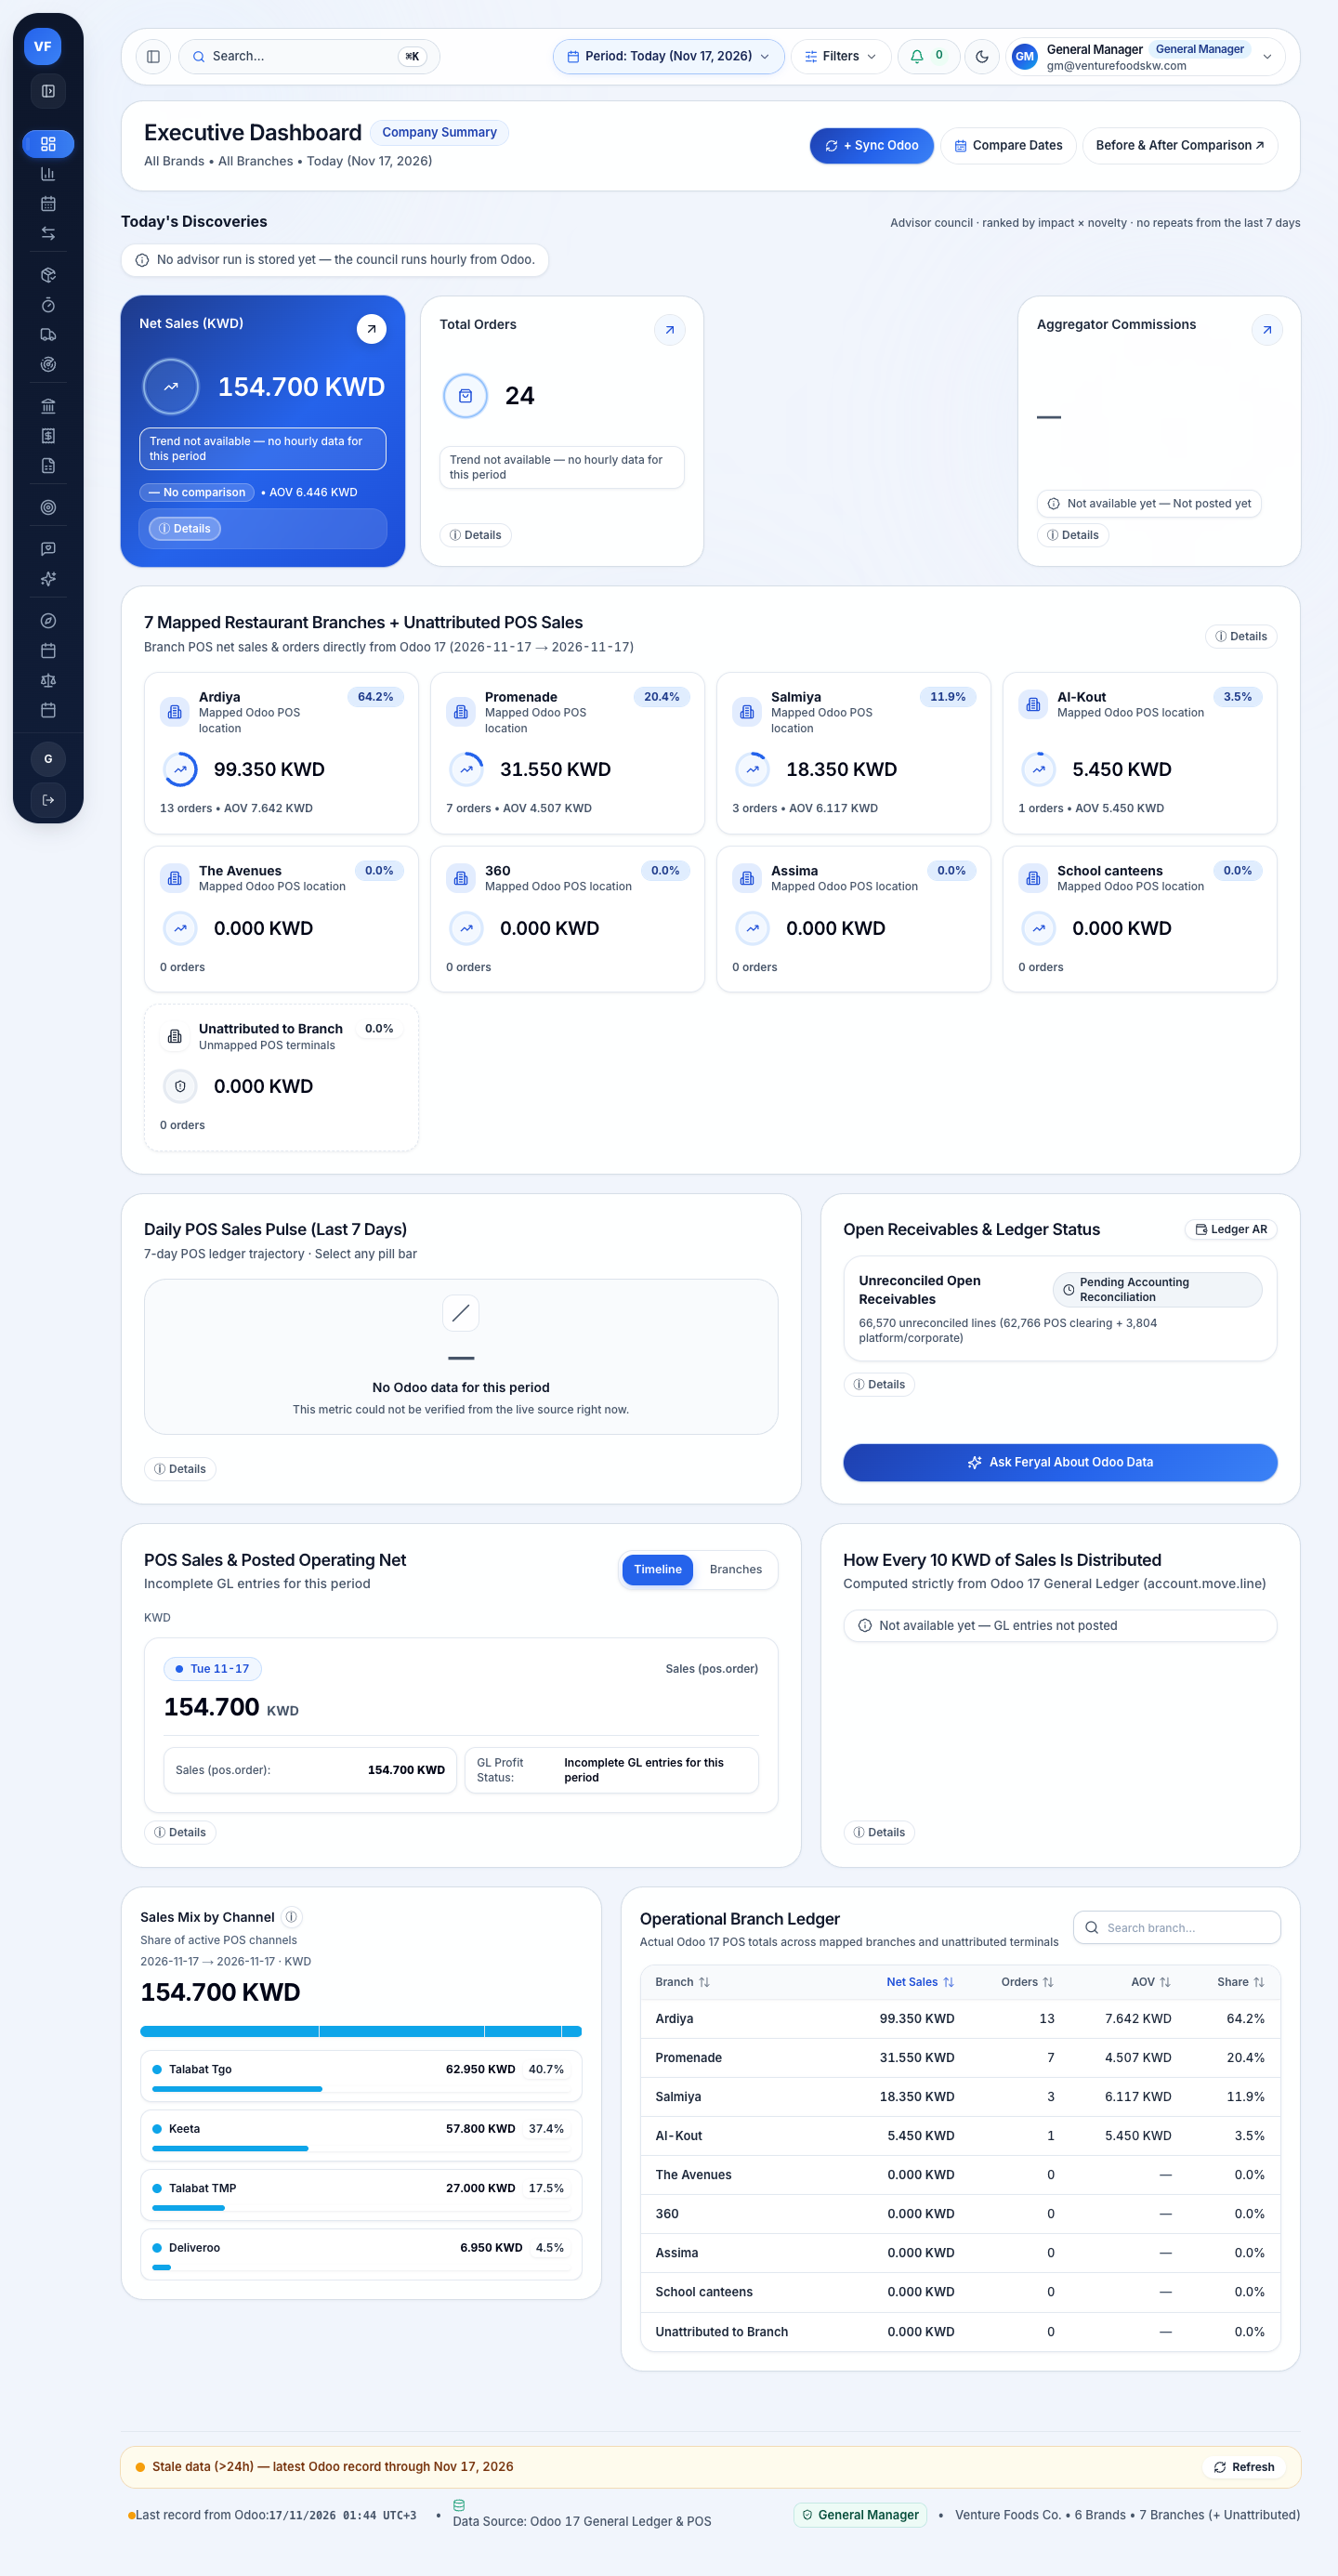 VF
Search...
⌘K
Period: Today (Nov 17, 2026)
Filters
0
GM
General Manager
General Manager
gm@venturefoodskw.com
Executive Dashboard
Company Summary
All Brands • All Branches • Today (Nov 17, 2026)
+ Sync Odoo
Compare Dates
Before & After Comparison ↗
Today's Discoveries
Advisor council · ranked by impact × novelty · no repeats from the last 7 days
No advisor run is stored yet — the council runs hourly from Odoo.
Net Sales (KWD)
154.700 KWD
Trend not available — no hourly data for
this period
— No comparison
• AOV 6.446 KWD
ⓘ Details
Total Orders
24
Trend not available — no hourly data for
this period
ⓘ Details
Aggregator Commissions
—
Not available yet — Not posted yet
ⓘ Details
7 Mapped Restaurant Branches + Unattributed POS Sales
Branch POS net sales & orders directly from Odoo 17 (2026-11-17 → 2026-11-17)
ⓘ Details
Ardiya
64.2%
Mapped Odoo POS
location
99.350 KWD
13 orders • AOV 7.642 KWD
Promenade
20.4%
Mapped Odoo POS
location
31.550 KWD
7 orders • AOV 4.507 KWD
Salmiya
11.9%
Mapped Odoo POS
location
18.350 KWD
3 orders • AOV 6.117 KWD
Al-Kout
3.5%
Mapped Odoo POS location
5.450 KWD
1 orders • AOV 5.450 KWD
The Avenues
0.0%
Mapped Odoo POS location
0.000 KWD
0 orders
360
0.0%
Mapped Odoo POS location
0.000 KWD
0 orders
Assima
0.0%
Mapped Odoo POS location
0.000 KWD
0 orders
School canteens
0.0%
Mapped Odoo POS location
0.000 KWD
0 orders
Unattributed to Branch
0.0%
Unmapped POS terminals
0.000 KWD
0 orders
G
Daily POS Sales Pulse (Last 7 Days)
7-day POS ledger trajectory · Select any pill bar
—
No Odoo data for this period
This metric could not be verified from the live source right now.
ⓘ Details
Open Receivables & Ledger Status
Ledger AR
Unreconciled Open
Receivables
Pending Accounting
Reconciliation
66,570 unreconciled lines (62,766 POS clearing + 3,804
platform/corporate)
ⓘ Details
Ask Feryal About Odoo Data
POS Sales & Posted Operating Net
Incomplete GL entries for this period
Timeline
Branches
KWD
Tue 11-17
Sales (pos.order)
154.700 KWD
Sales (pos.order):
154.700 KWD
GL Profit
Status:
Incomplete GL entries for this
period
ⓘ Details
How Every 10 KWD of Sales Is Distributed
Computed strictly from Odoo 17 General Ledger (account.move.line)
Not available yet — GL entries not posted
ⓘ Details
Sales Mix by Channel ⓘ
Share of active POS channels
2026-11-17 → 2026-11-17 · KWD
154.700 KWD
Talabat Tgo
62.950 KWD
40.7%
Keeta
57.800 KWD
37.4%
Talabat TMP
27.000 KWD
17.5%
Deliveroo
6.950 KWD
4.5%
Operational Branch Ledger
Actual Odoo 17 POS totals across mapped branches and unattributed terminals
Search branch...
Branch Net Sales Orders AOV Share
Ardiya 99.350 KWD 13 7.642 KWD 64.2%
Promenade 31.550 KWD 7 4.507 KWD 20.4%
Salmiya 18.350 KWD 3 6.117 KWD 11.9%
Al-Kout 5.450 KWD 1 5.450 KWD 3.5%
The Avenues 0.000 KWD 0 — 0.0%
360 0.000 KWD 0 — 0.0%
Assima 0.000 KWD 0 — 0.0%
School canteens 0.000 KWD 0 — 0.0%
Unattributed to Branch 0.000 KWD 0 — 0.0%
Stale data (>24h) — latest Odoo record through Nov 17, 2026
Refresh
Last record from Odoo:17/11/2026 01:44 UTC+3
•
Data Source: Odoo 17 General Ledger & POS
General Manager
• Venture Foods Co. • 6 Brands • 7 Branches (+ Unattributed)